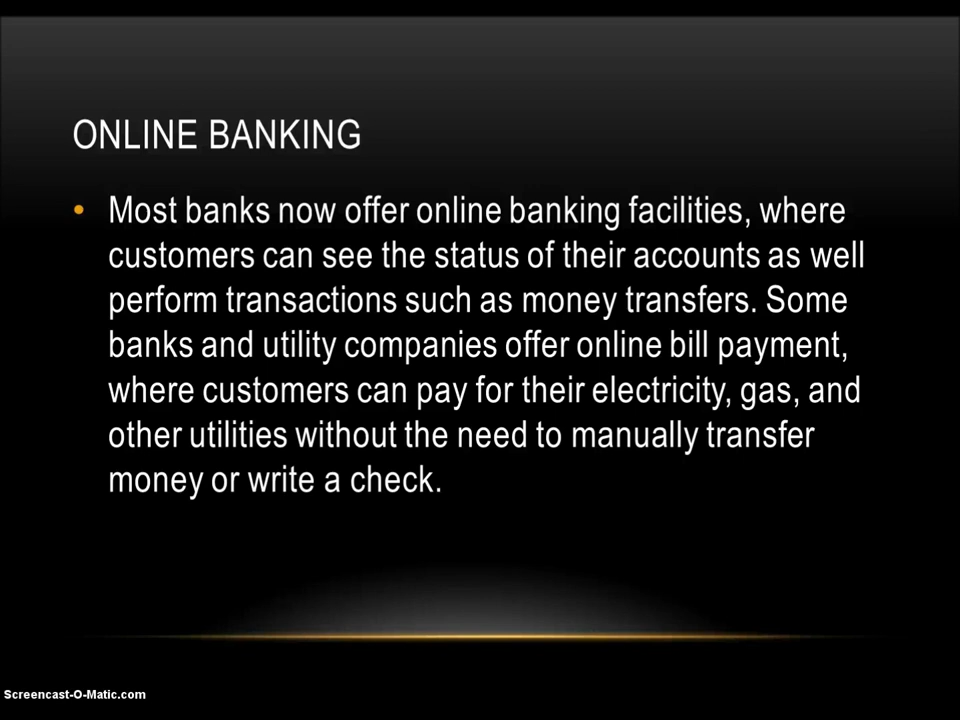 ONLINE BANKING
• Most banks now offer online banking facilities, where
customers can see the status of their accounts as well
perform transactions such as money transfers. Some
banks and utility companies offer online bill payment,
where customers can pay for their electricity, gas, and
other utilities without the need to manually transfer
money or write a check.
Screencast-O-Matic.com